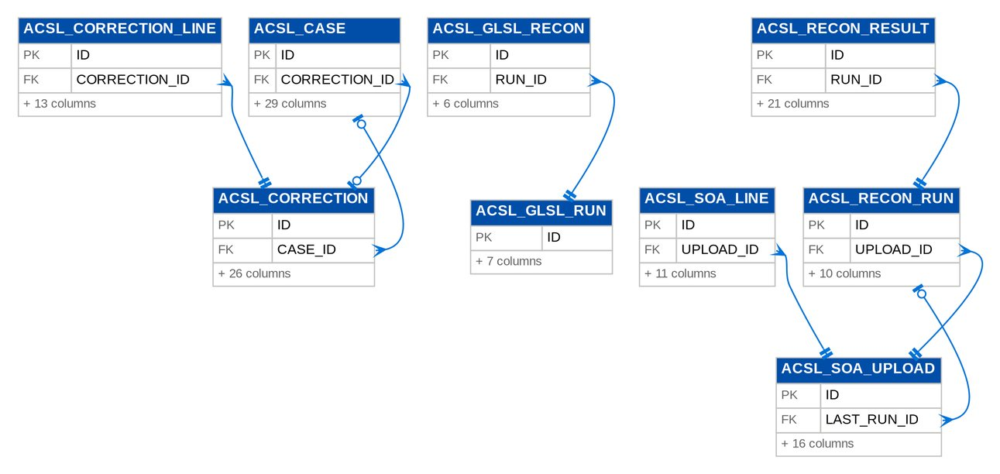 ACSL_CORRECTION_LINE
PK ID
FK CORRECTION_ID
+ 13 columns
ACSL_CASE
PK ID
FK CORRECTION_ID
+ 29 columns
ACSL_GLSL_RECON
PK ID
FK RUN_ID
+ 6 columns
ACSL_RECON_RESULT
PK ID
FK RUN_ID
+ 21 columns
ACSL_CORRECTION
PK ID
FK CASE_ID
+ 26 columns
ACSL_GLSL_RUN
PK ID
+ 7 columns
ACSL_SOA_LINE
PK ID
FK UPLOAD_ID
+ 11 columns
ACSL_RECON_RUN
PK ID
FK UPLOAD_ID
+ 10 columns
ACSL_SOA_UPLOAD
PK ID
FK LAST_RUN_ID
+ 16 columns